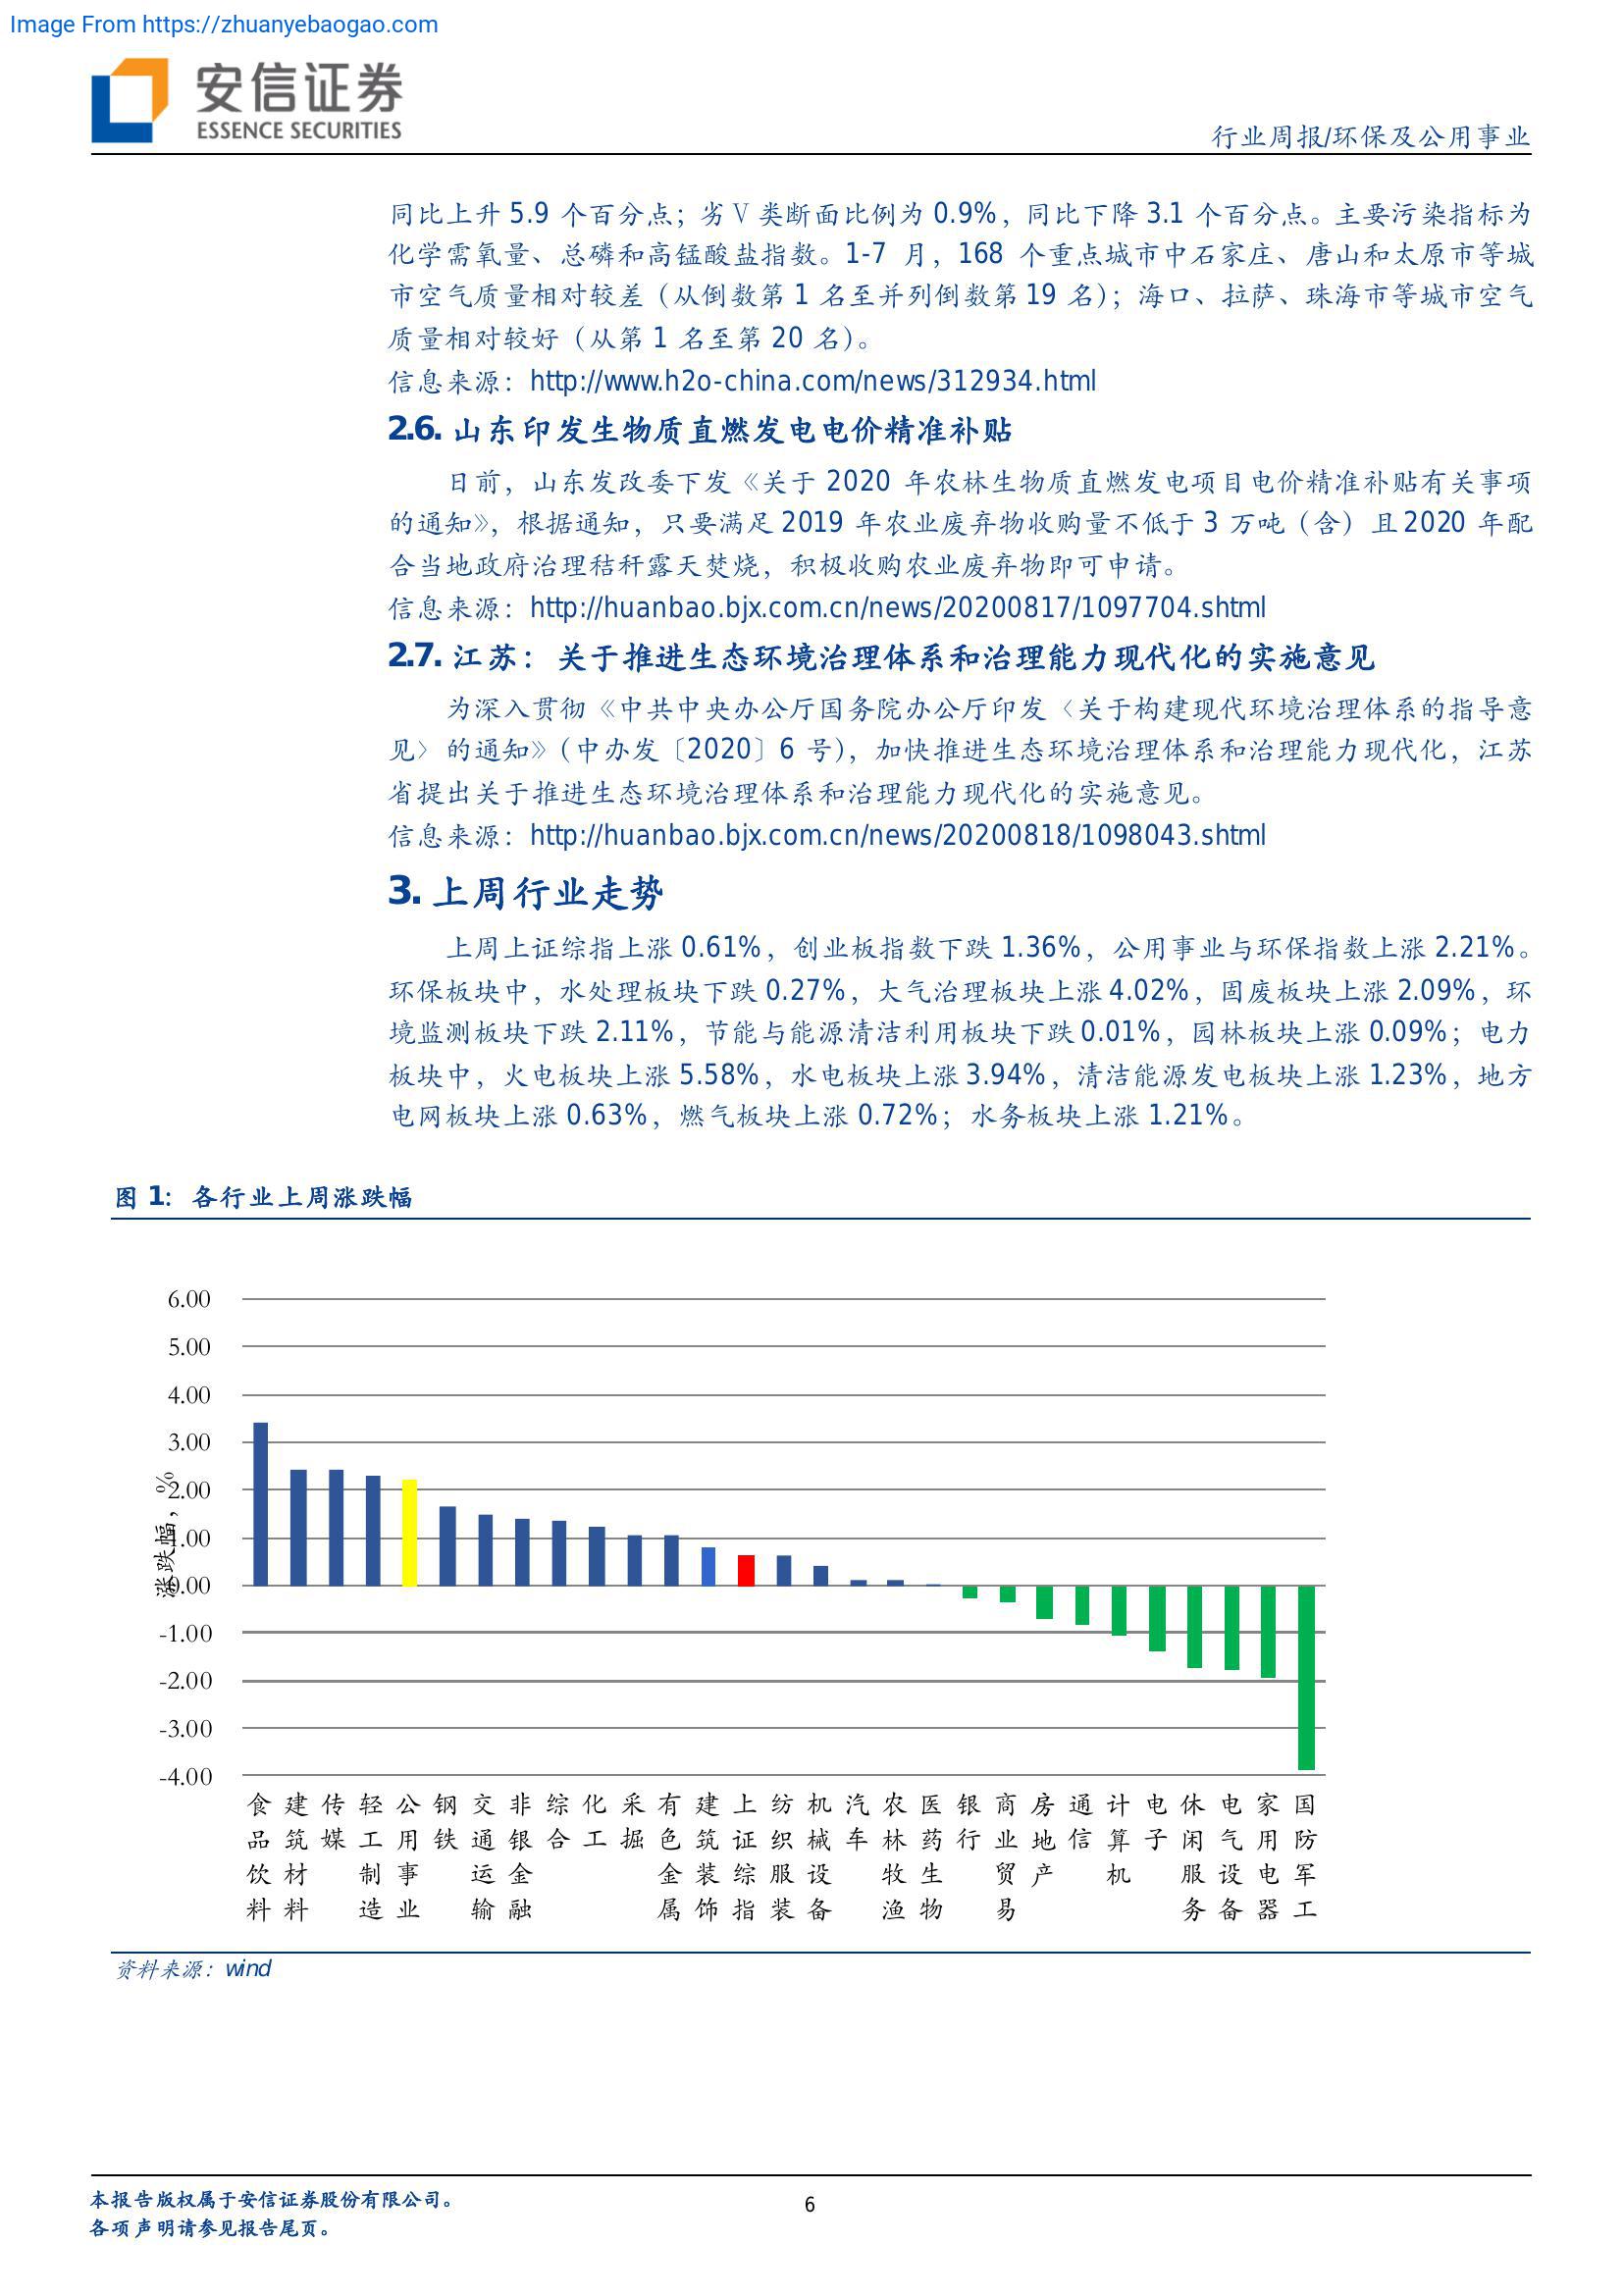 Image From https://zhuanyebaogao.com
安信证券
ESSENCE SECURITIES
行业周报/环保及公用事业
同比上升 5.9 个百分点；劣Ⅴ类断面比例为 0.9%，同比下降 3.1 个百分点。主要污染指标为
化学需氧量、总磷和高锰酸盐指数。1-7 月，168 个重点城市中石家庄、唐山和太原市等城
市空气质量相对较差（从倒数第 1 名至并列倒数第 19 名）；海口、拉萨、珠海市等城市空气
质量相对较好（从第 1 名至第 20 名）。
信息来源：http://www.h2o-china.com/news/312934.html
2.6. 山东印发生物质直燃发电电价精准补贴
日前，山东发改委下发《关于 2020 年农林生物质直燃发电项目电价精准补贴有关事项
的通知》，根据通知，只要满足 2019 年农业废弃物收购量不低于 3 万吨（含）且 2020 年配
合当地政府治理秸秆露天焚烧，积极收购农业废弃物即可申请。
信息来源：http://huanbao.bjx.com.cn/news/20200817/1097704.shtml
2.7. 江苏：关于推进生态环境治理体系和治理能力现代化的实施意见
为深入贯彻《中共中央办公厅国务院办公厅印发〈关于构建现代环境治理体系的指导意
见〉的通知》(中办发〔2020〕6 号)，加快推进生态环境治理体系和治理能力现代化，江苏
省提出关于推进生态环境治理体系和治理能力现代化的实施意见。
信息来源：http://huanbao.bjx.com.cn/news/20200818/1098043.shtml
3. 上周行业走势
上周上证综指上涨 0.61%，创业板指数下跌 1.36%，公用事业与环保指数上涨 2.21%。
环保板块中，水处理板块下跌 0.27%，大气治理板块上涨 4.02%，固废板块上涨 2.09%，环
境监测板块下跌 2.11%，节能与能源清洁利用板块下跌 0.01%，园林板块上涨 0.09%；电力
板块中，火电板块上涨 5.58%，水电板块上涨 3.94%，清洁能源发电板块上涨 1.23%，地方
电网板块上涨 0.63%，燃气板块上涨 0.72%；水务板块上涨 1.21%。
图 1：各行业上周涨跌幅
涨跌幅，%
6.00
5.00
4.00
3.00
2.00
1.00
0.00
-1.00
-2.00
-3.00
-4.00
食品饮料
建筑材料
传媒
轻工制造
公用事业
钢铁
交通运输
非银金融
综合
化工
采掘
有色金属
建筑装饰
上证综指
纺织服装
机械设备
汽车
农林牧渔
医药生物
银行
商业贸易
房地产
通信
计算机
电子
休闲服务
电气设备
家用电器
国防军工
资料来源：wind
本报告版权属于安信证券股份有限公司。
各项声明请参见报告尾页。
6